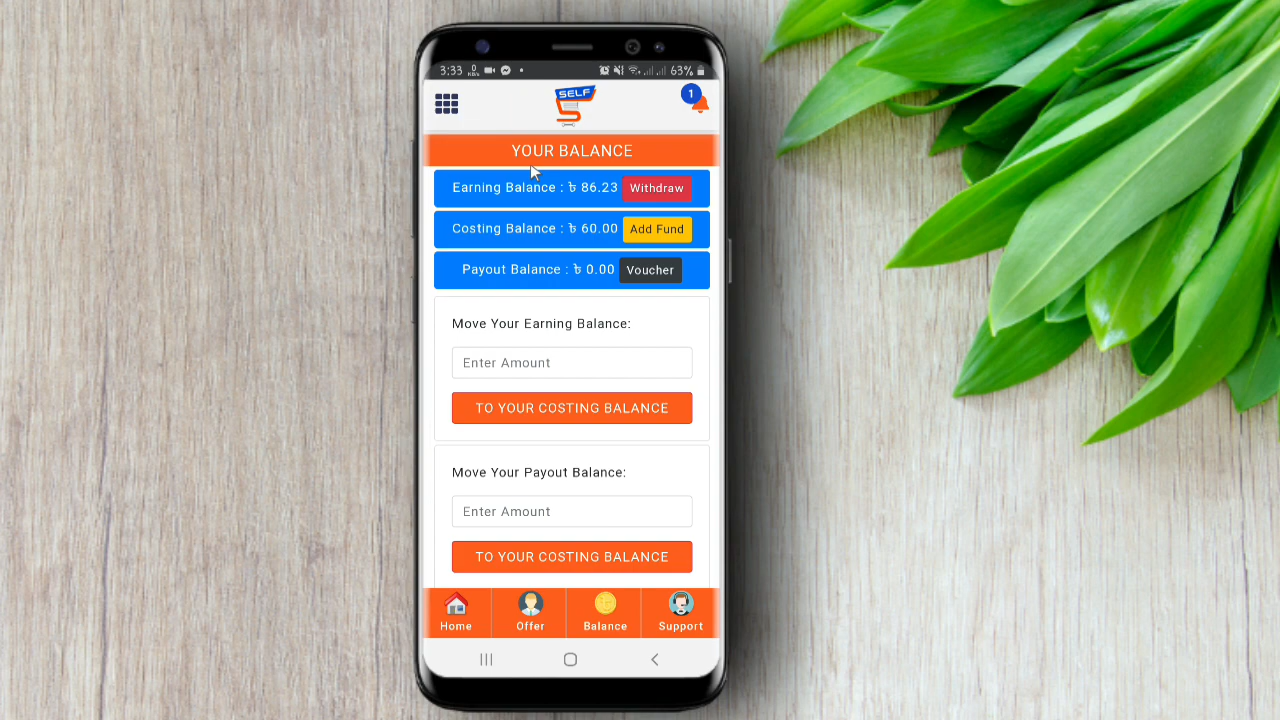 3:33 0 KB/s 63%
SELF
1
YOUR BALANCE
Earning Balance : ৳ 86.23 Withdraw
Costing Balance : ৳ 60.00 Add Fund
Payout Balance : ৳ 0.00 Voucher
Move Your Earning Balance:
Enter Amount
TO YOUR COSTING BALANCE
Move Your Payout Balance:
Enter Amount
TO YOUR COSTING BALANCE
Home Offer Balance Support